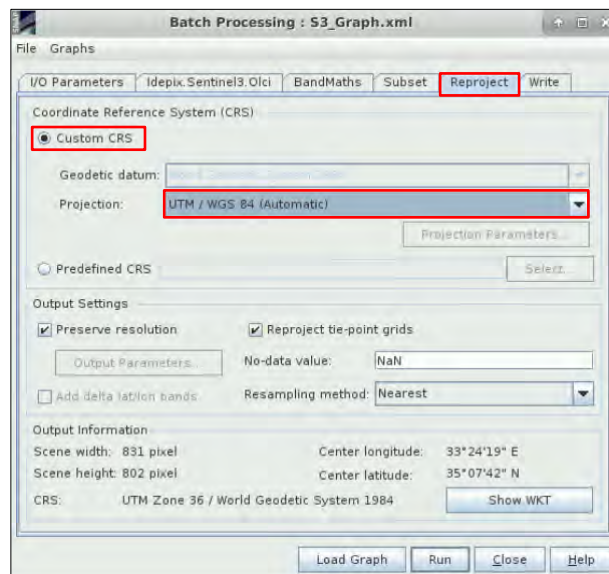 Batch Processing : S3_Graph.xml
File Graphs
I/O Parameters Idepix.Sentinel3.Olci BandMaths Subset Reproject Write
Coordinate Reference System (CRS)
Custom CRS
Geodetic datum:
Projection: UTM / WGS 84 (Automatic)
Projection Parameters...
Predefined CRS Select...
Output Settings
Preserve resolution Reproject tie-point grids
Output Parameters... No-data value: NaN
Add delta lat/lon bands Resampling method: Nearest
Output Information
Scene width: 831 pixel Center longitude: 33°24'19" E
Scene height: 802 pixel Center latitude: 35°07'42" N
CRS: UTM Zone 36 / World Geodetic System 1984 Show WKT
Load Graph Run Close Help